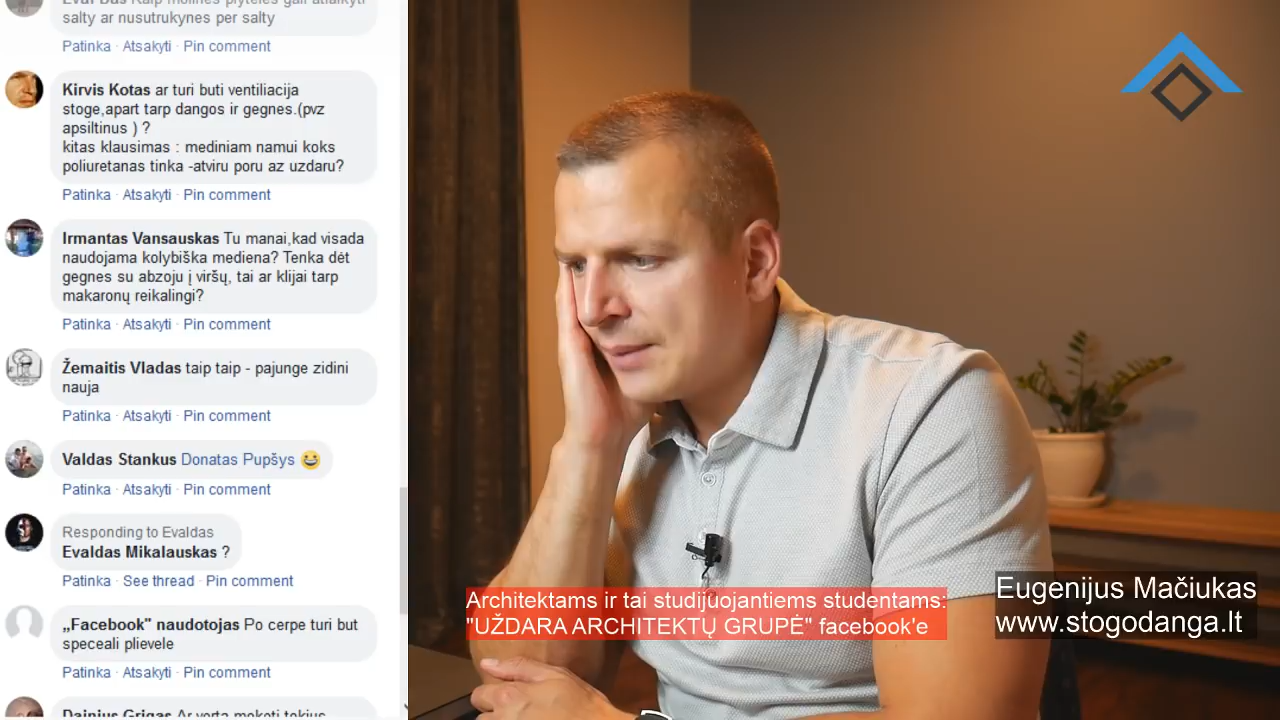 salty ar nusutrukynes per salty
Patinka · Atsakyti · Pin comment
Kirvis Kotas ar turi buti ventiliacija
stoge,apart tarp dangos ir gegnes.(pvz
apsiltinus ) ?
kitas klausimas : mediniam namui koks
poliuretanas tinka -atviru poru az uzdaru?
Patinka · Atsakyti · Pin comment
Irmantas Vansauskas Tu manai,kad visada
naudojama kolybiška mediena? Tenka dėt
gegnes su abzoju į viršų, tai ar klijai tarp
makaronų reikalingi?
Patinka · Atsakyti · Pin comment
Žemaitis Vladas taip taip - pajunge zidini
nauja
Patinka · Atsakyti · Pin comment
Valdas Stankus Donatas Pupšys 😄
Patinka · Atsakyti · Pin comment
Responding to Evaldas
Evaldas Mikalauskas ?
Patinka · See thread · Pin comment
„Facebook" naudotojas Po cerpe turi but
speceali plievele
Patinka · Atsakyti · Pin comment
Dainius Grigas Ar verta mokėti tokius
Architektams ir tai studijuojantiems studentams:
"UŽDARA ARCHITEKTŲ GRUPĖ" facebook'e
Eugenijus Mačiukas
www.stogodanga.lt